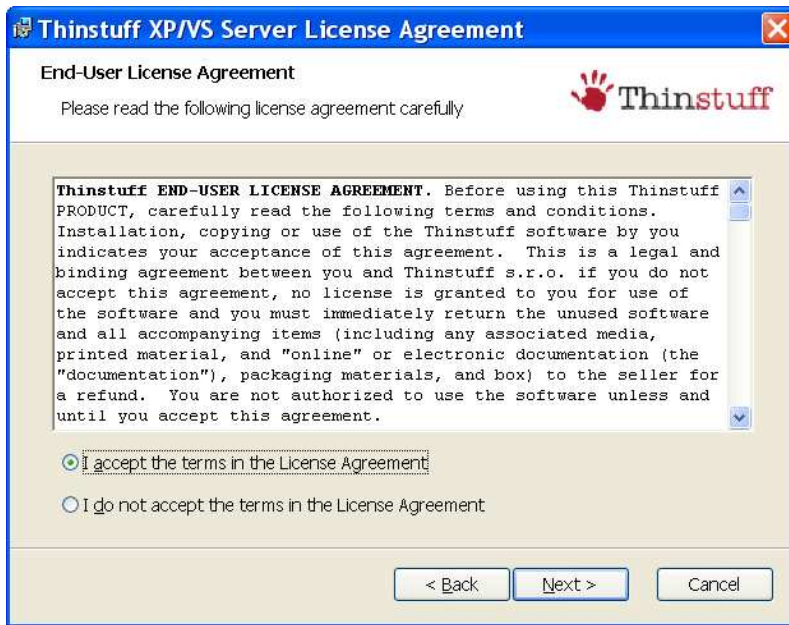 Thinstuff XP/VS Server License Agreement
End-User License Agreement
Please read the following license agreement carefully
Thinstuff
Thinstuff END-USER LICENSE AGREEMENT. Before using this Thinstuff
PRODUCT, carefully read the following terms and conditions.
Installation, copying or use of the Thinstuff software by you
indicates your acceptance of this agreement.  This is a legal and
binding agreement between you and Thinstuff s.r.o. if you do not
accept this agreement, no license is granted to you for use of
the software and you must immediately return the unused software
and all accompanying items (including any associated media,
printed material, and "online" or electronic documentation (the
"documentation"), packaging materials, and box) to the seller for
a refund.  You are not authorized to use the software unless and
until you accept this agreement.
I accept the terms in the License Agreement
I do not accept the terms in the License Agreement
< Back
Next >
Cancel